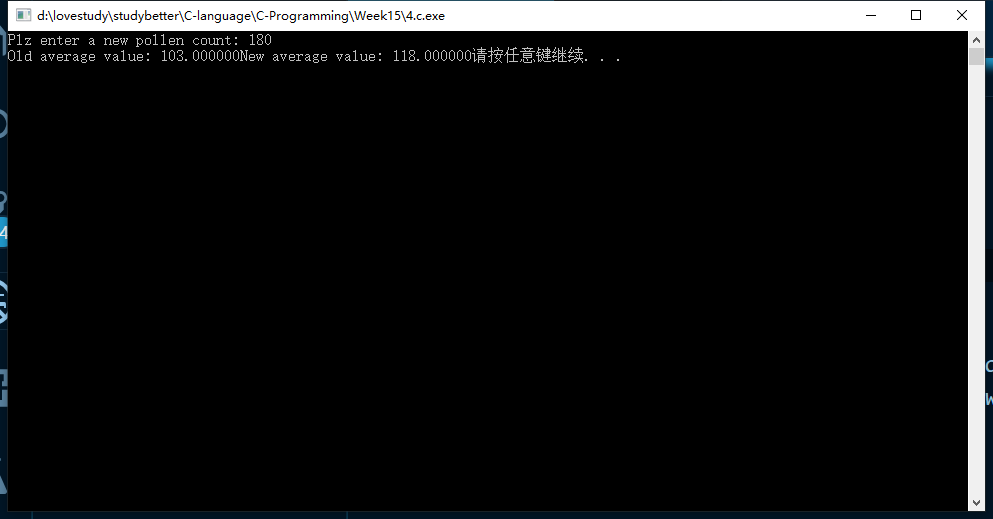 d:\lovestudy\studybetter\C-language\C-Programming\Week15\4.c.exe
Plz enter a new pollen count: 180
Old average value: 103.000000New average value: 118.000000请按任意键继续. . .
4